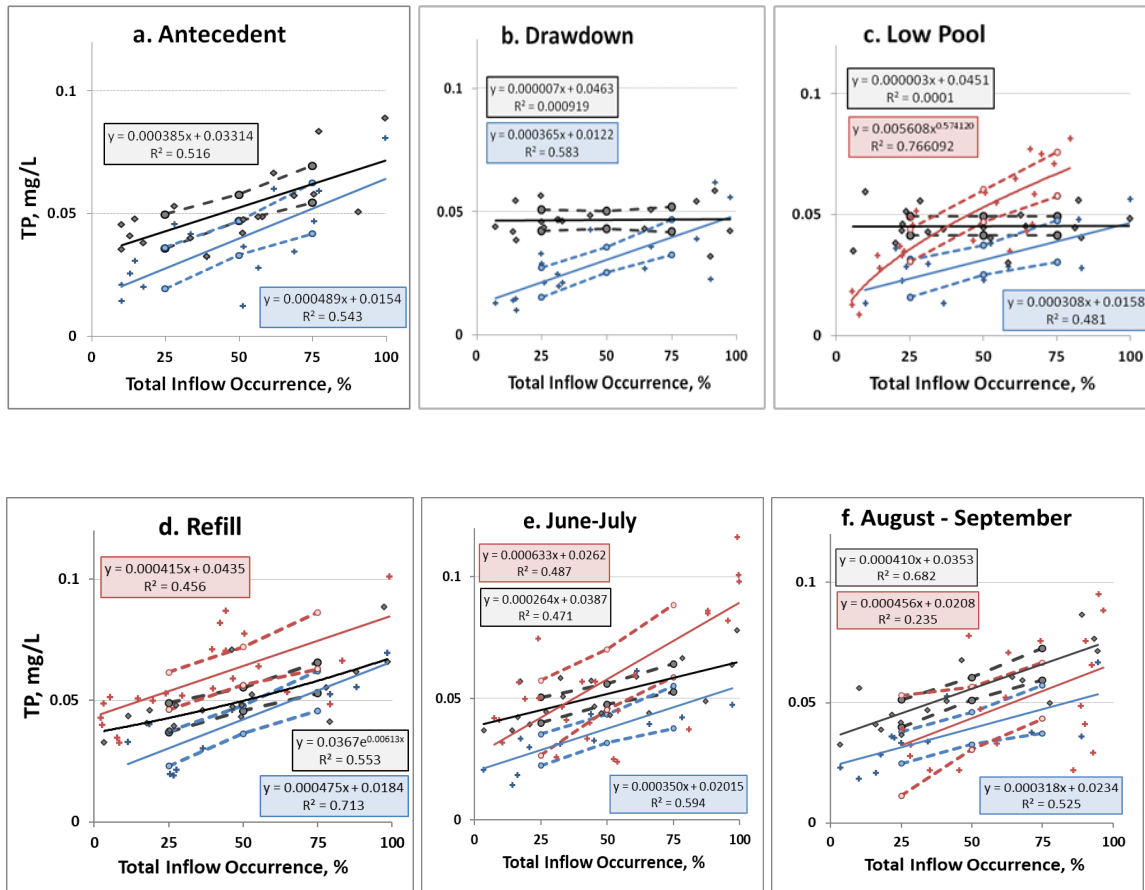 a. Antecedent
0.1
0.05
0
TP, mg/L
y = 0.000385x + 0.03314
R² = 0.516
y = 0.000489x + 0.0154
R² = 0.543
0 25 50 75 100
Total Inflow Occurrence, %
b. Drawdown
0.1
0.05
0
y = 0.000007x + 0.0463
R² = 0.000919
y = 0.000365x + 0.0122
R² = 0.583
0 25 50 75 100
Total Inflow Occurrence, %
c. Low Pool
0.1
0.05
0
y = 0.000003x + 0.0451
R² = 0.0001
y = 0.005608x^0.574120
R² = 0.766092
y = 0.000308x + 0.0158
R² = 0.481
0 25 50 75 100
Total Inflow Occurrence, %
d. Refill
0.1
0.05
0
TP, mg/L
y = 0.000415x + 0.0435
R² = 0.456
y = 0.0367e^0.00613x
R² = 0.553
y = 0.000475x + 0.0184
R² = 0.713
0 25 50 75 100
Total Inflow Occurrence, %
e. June-July
0.1
0.05
0
y = 0.000633x + 0.0262
R² = 0.487
y = 0.000264x + 0.0387
R² = 0.471
y = 0.000350x + 0.02015
R² = 0.594
0 25 50 75 100
Total Inflow Occurrence, %
f. August - September
0.1
0.05
0
y = 0.000410x + 0.0353
R² = 0.682
y = 0.000456x + 0.0208
R² = 0.235
y = 0.000318x + 0.0234
R² = 0.525
0 25 50 75 100
Total Inflow Occurrence, %